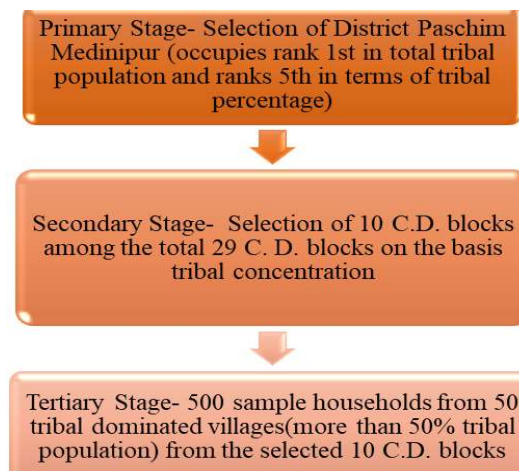 Primary Stage- Selection of District Paschim
Medinipur (occupies rank 1st in total tribal
population and ranks 5th in terms of tribal
percentage)
Secondary Stage- Selection of 10 C.D. blocks
among the total 29 C. D. blocks on the basis
tribal concentration
Tertiary Stage- 500 sample households from 50
tribal dominated villages(more than 50% tribal
population) from the selected 10 C.D. blocks